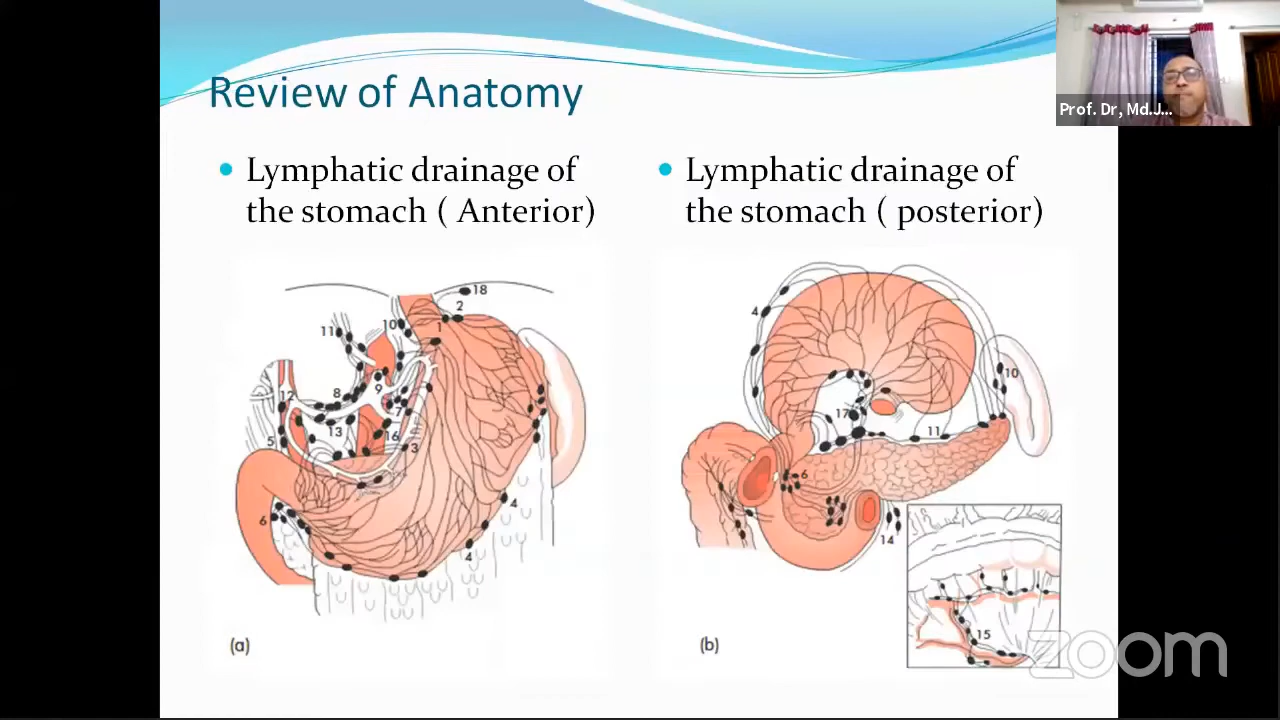 Review of Anatomy
Prof. Dr, Md.J...
• Lymphatic drainage of
the stomach ( Anterior)
• Lymphatic drainage of
the stomach ( posterior)
18
2
10
1
11
12
8
9
7
13
16
5
3
6
4
4
(a)
4
10
17
11
6
14
15
(b)
zoom